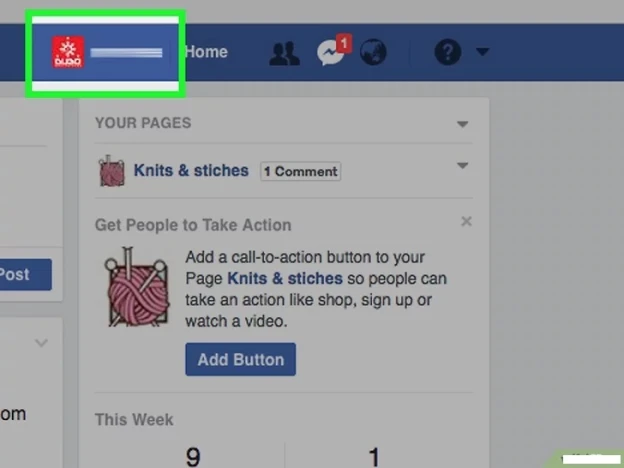 Home
1
?
YOUR PAGES
Knits & stiches 1 Comment
Get People to Take Action
Add a call-to-action button to your
Page Knits & stiches so people can
take an action like shop, sign up or
watch a video.
Add Button
Post
om
This Week
9 1